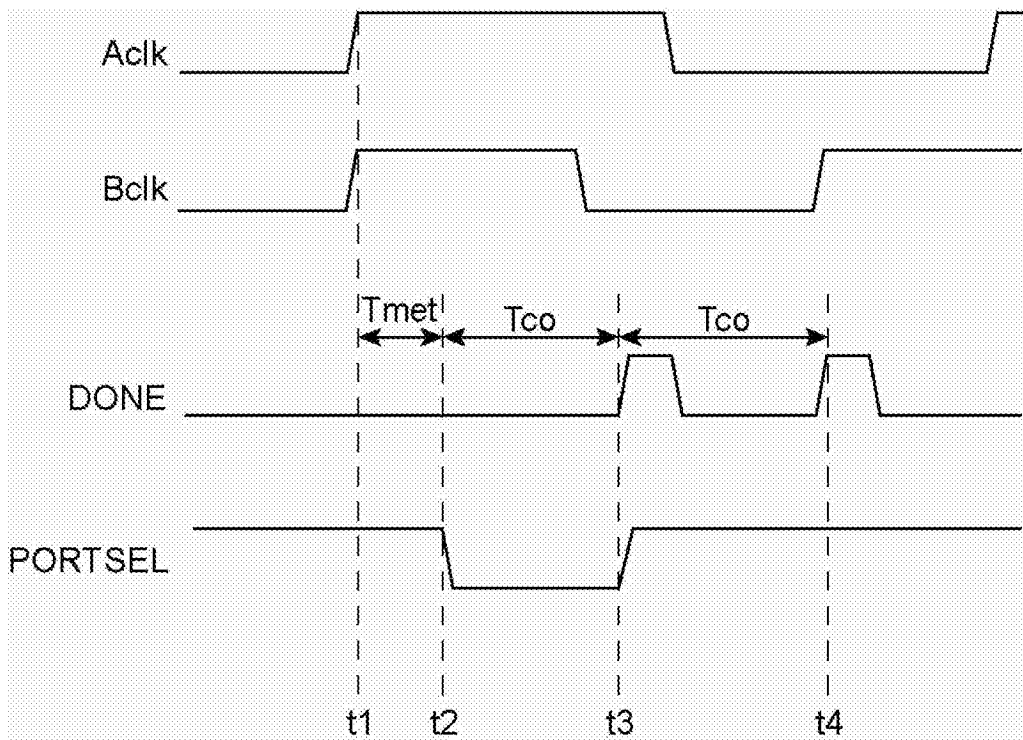 Aclk
Bclk
Tmet
Tco
Tco
DONE
PORTSEL
t1
t2
t3
t4